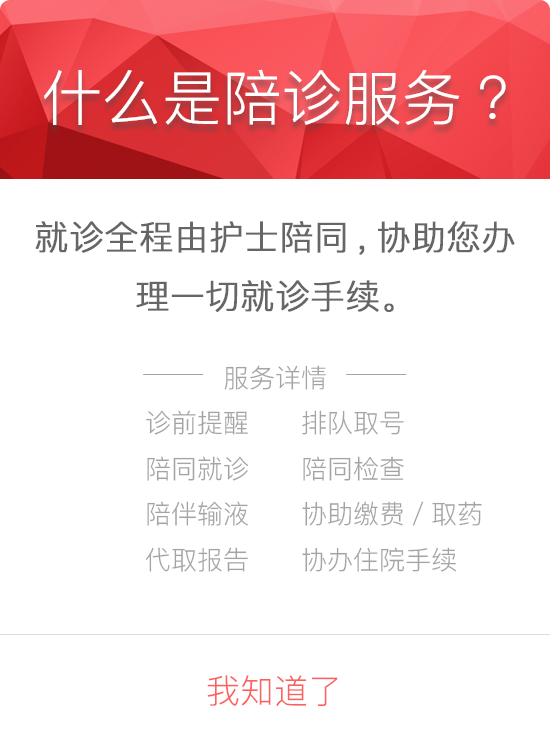 什么是陪诊服务？
就诊全程由护士陪同，协助您办
理一切就诊手续。
服务详情
诊前提醒 排队取号
陪同就诊 陪同检查
陪伴输液 协助缴费 / 取药
代取报告 协办住院手续
我知道了